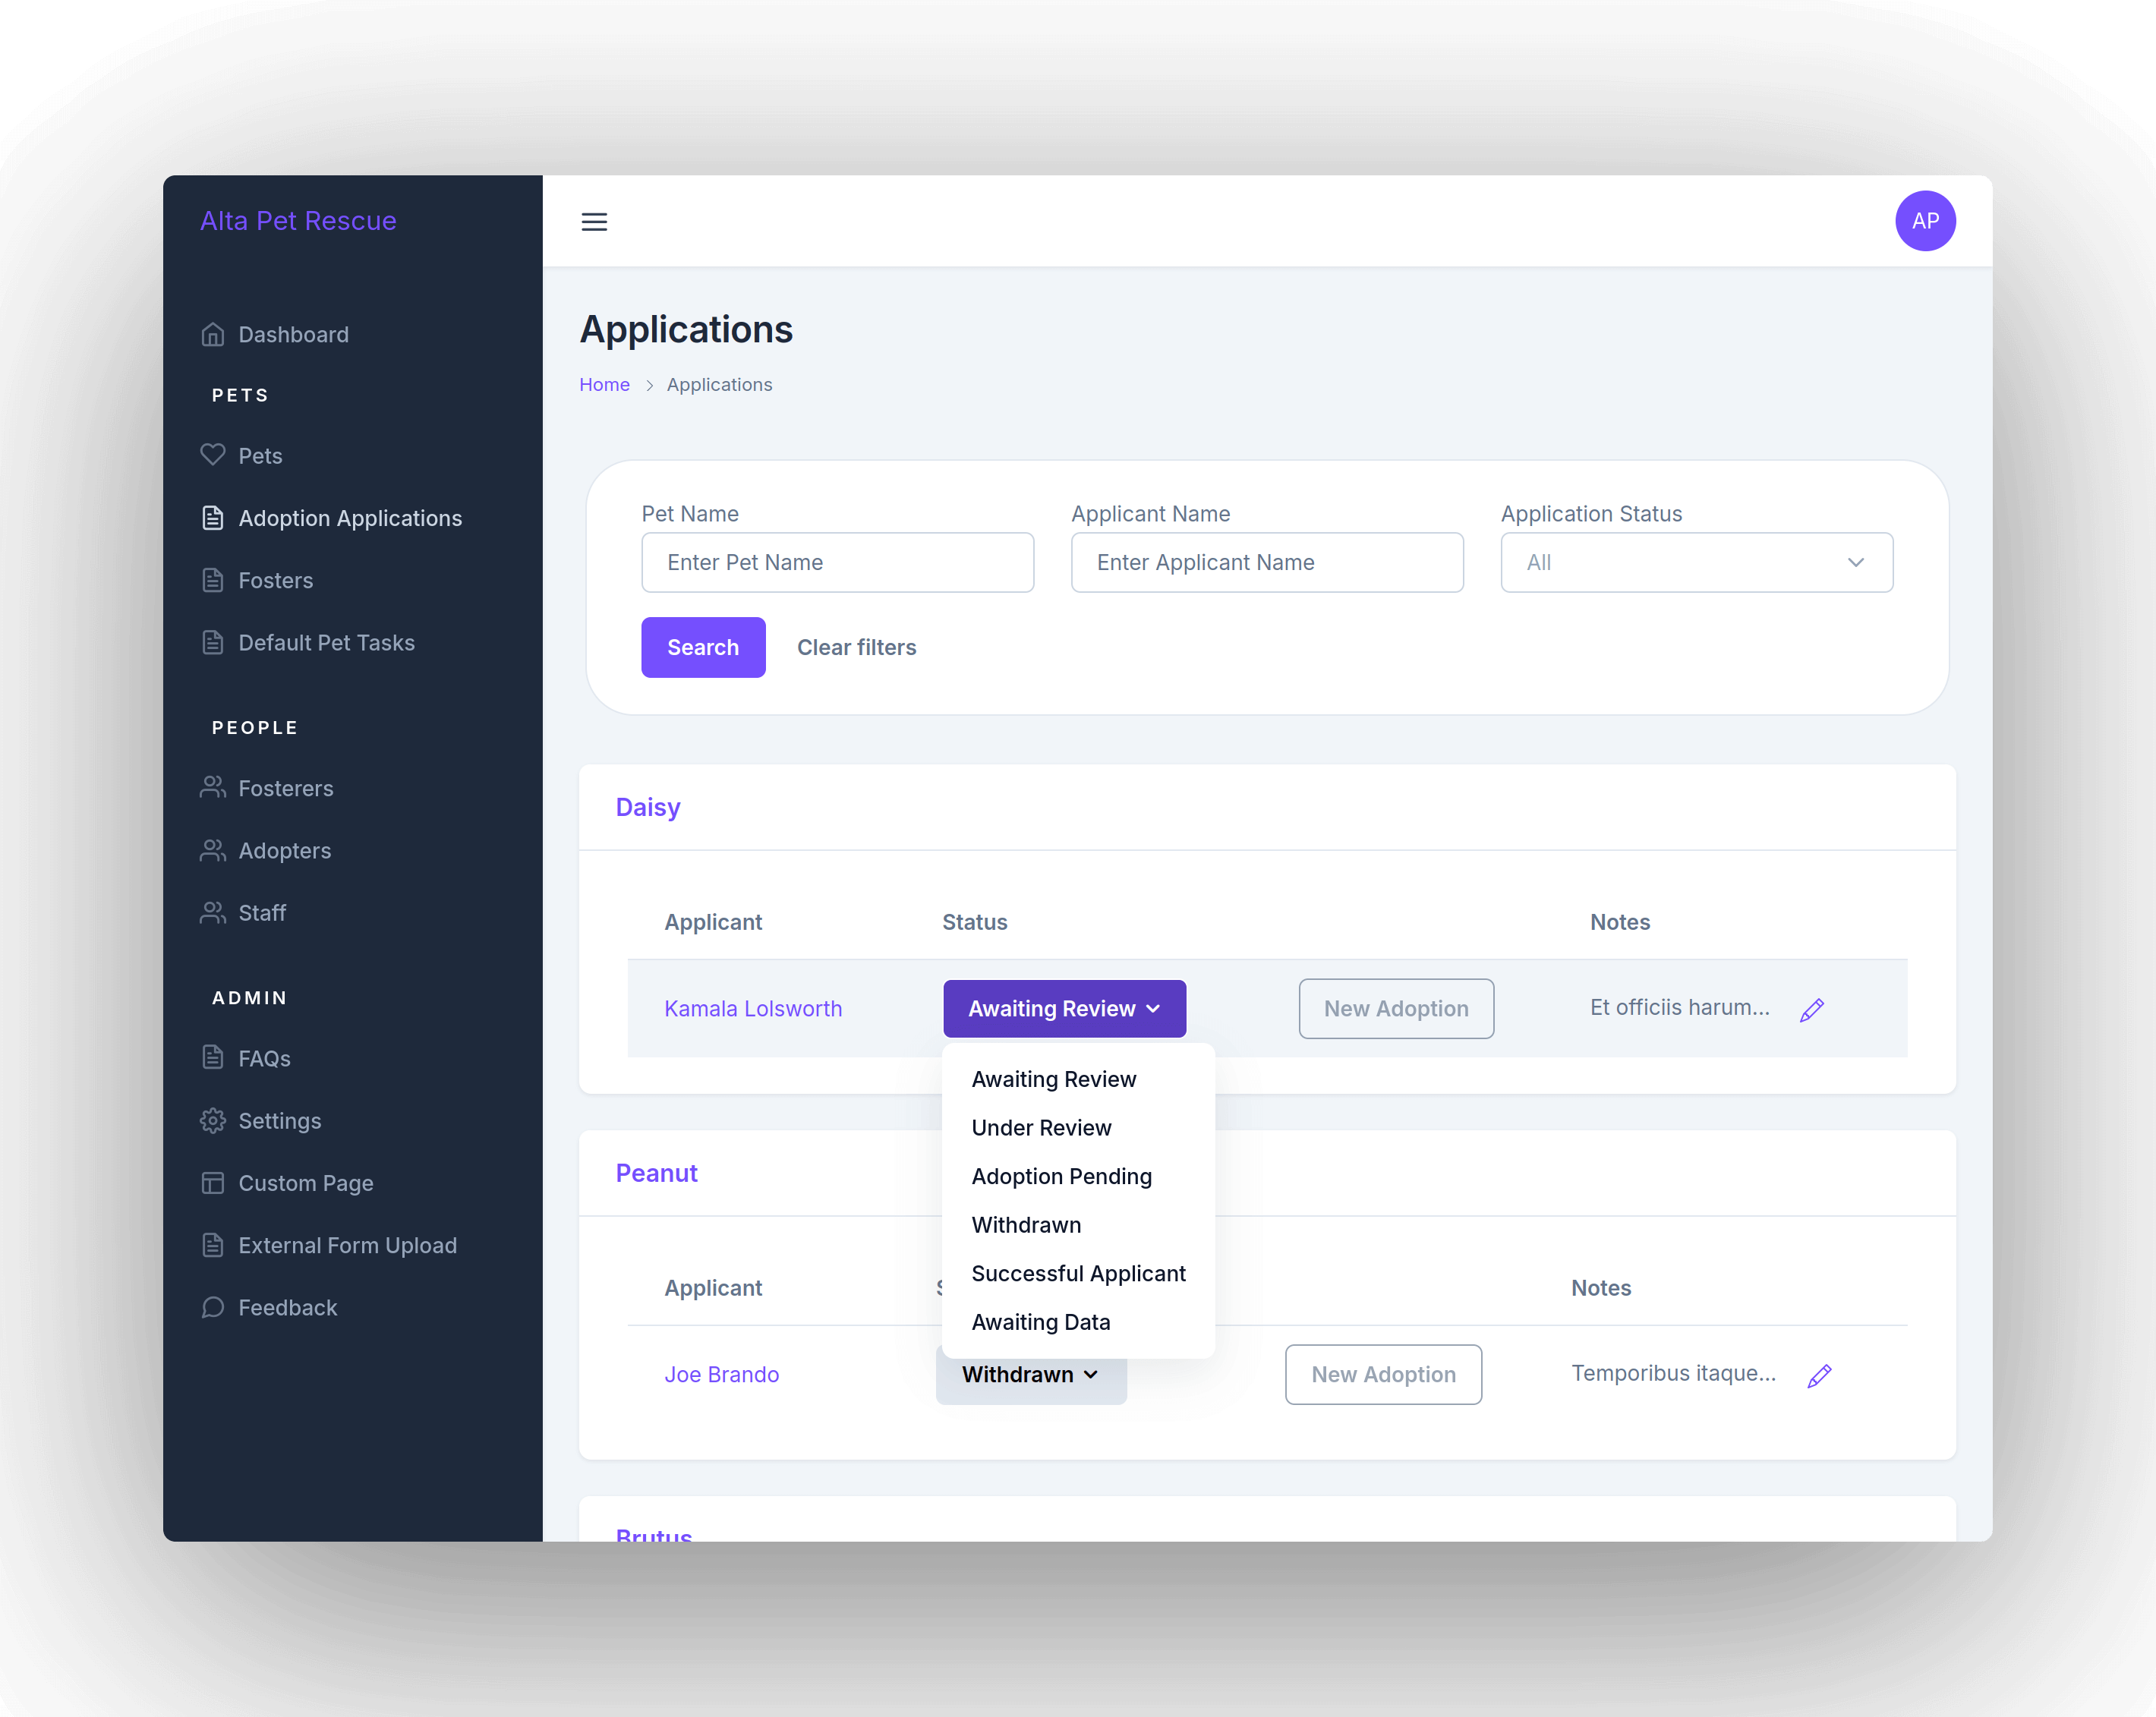 Alta Pet Rescue
AP
Dashboard
PETS
Pets
Adoption Applications
Fosters
Default Pet Tasks
PEOPLE
Fosterers
Adopters
Staff
ADMIN
FAQs
Settings
Custom Page
External Form Upload
Feedback
Applications
Home > Applications
Pet Name Applicant Name Application Status
Enter Pet Name Enter Applicant Name All
Search Clear filters
Daisy
Applicant Status Notes
Kamala Lolsworth Awaiting Review New Adoption Et officiis harum...
Awaiting Review
Under Review
Adoption Pending
Withdrawn
Successful Applicant
Awaiting Data
Peanut
Applicant Notes
Joe Brando Withdrawn New Adoption Temporibus itaque...
Brutus